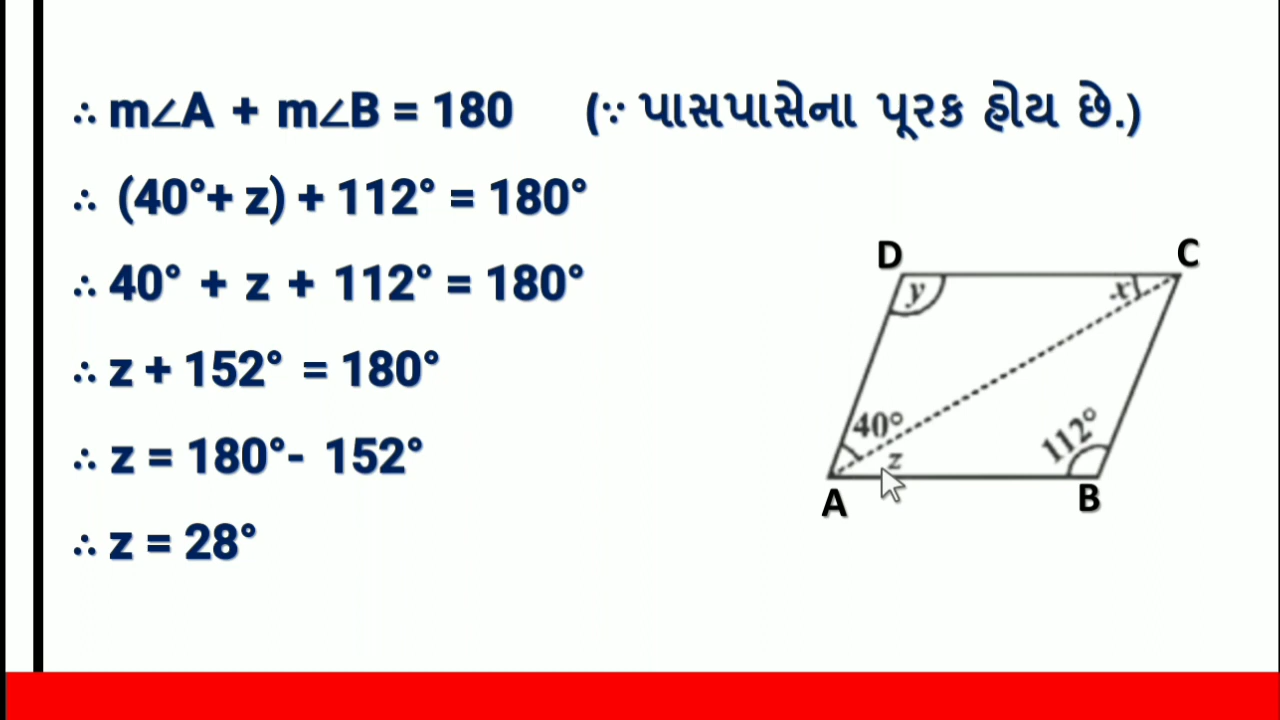 ∴ m∠A + m∠B = 180 (∵ પાસપાસેના પૂરક હોય છે.)
∴ (40°+ z) + 112° = 180°
∴ 40° + z + 112° = 180°
∴ z + 152° = 180°
∴ z = 180°- 152°
∴ z = 28°
D
C
y
x
40°
z
112°
A
B